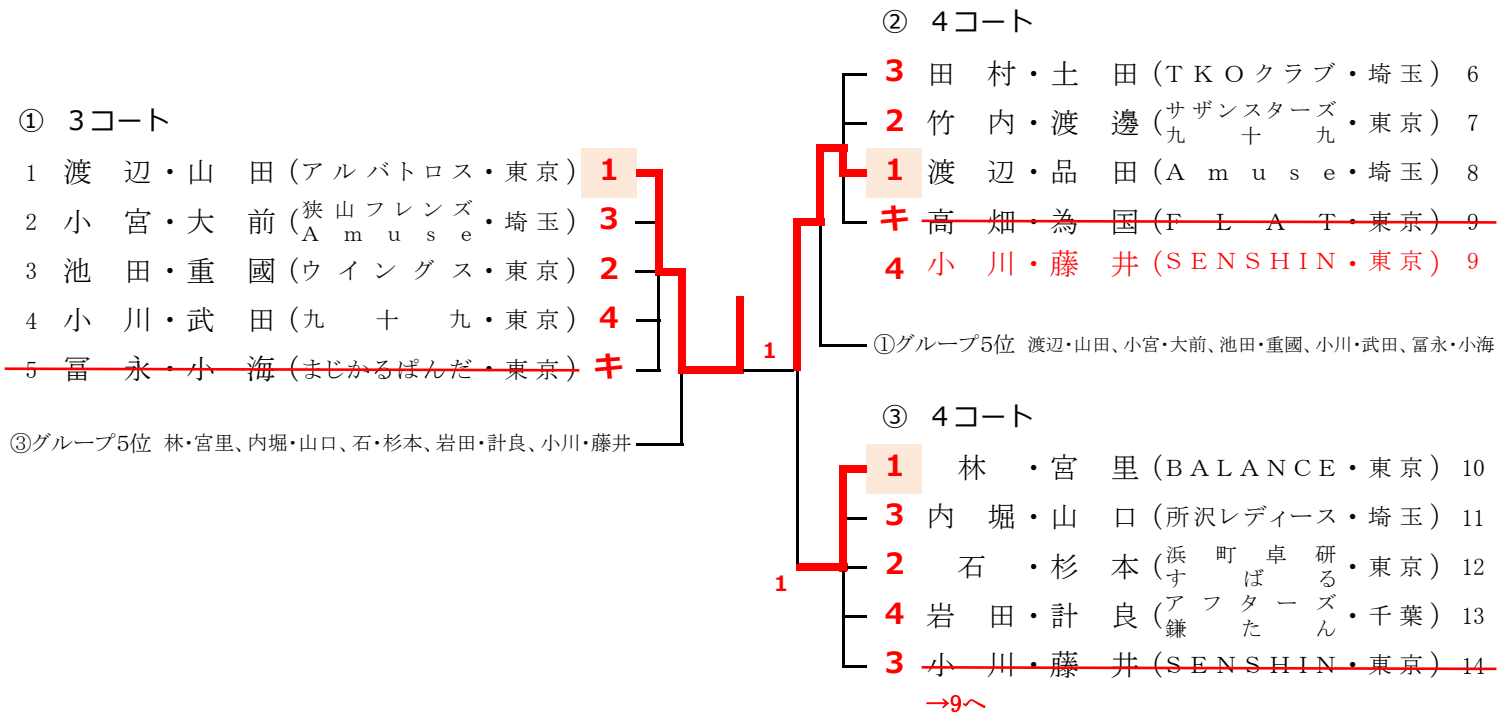 ① 3コート
1 渡 辺・山 田 (アルバトロス・東京) 1
2 小 宮・大 前 (狭山フレンズ Amuse・埼玉) 3
3 池 田・重 國 (ウイングス・東京) 2
4 小 川・武 田 (九十九・東京) 4
5 冨 永・小 海 (まじかるぱんだ・東京) キ
③グループ5位 林・宮里、内堀・山口、石・杉本、岩田・計良、小川・藤井
1
1
② 4コート
3 田 村・土 田 (TKOクラブ・埼玉) 6
2 竹 内・渡 邊 (サザンスターズ 九十九・東京) 7
1 渡 辺・品 田 (Amuse・埼玉) 8
キ 高 畑・為 国 (FLAT・東京) 9
4 小 川・藤 井 (SENSHIN・東京) 9
①グループ5位 渡辺・山田、小宮・大前、池田・重國、小川・武田、冨永・小海
③ 4コート
1 林 ・宮 里 (BALANCE・東京) 10
3 内 堀・山 口 (所沢レディース・埼玉) 11
2 石 ・杉 本 (浜町卓研 すばる・東京) 12
4 岩 田・計 良 (アフターズ 鎌たん・千葉) 13
3 小 川・藤 井 (SENSHIN・東京) 14
→9へ